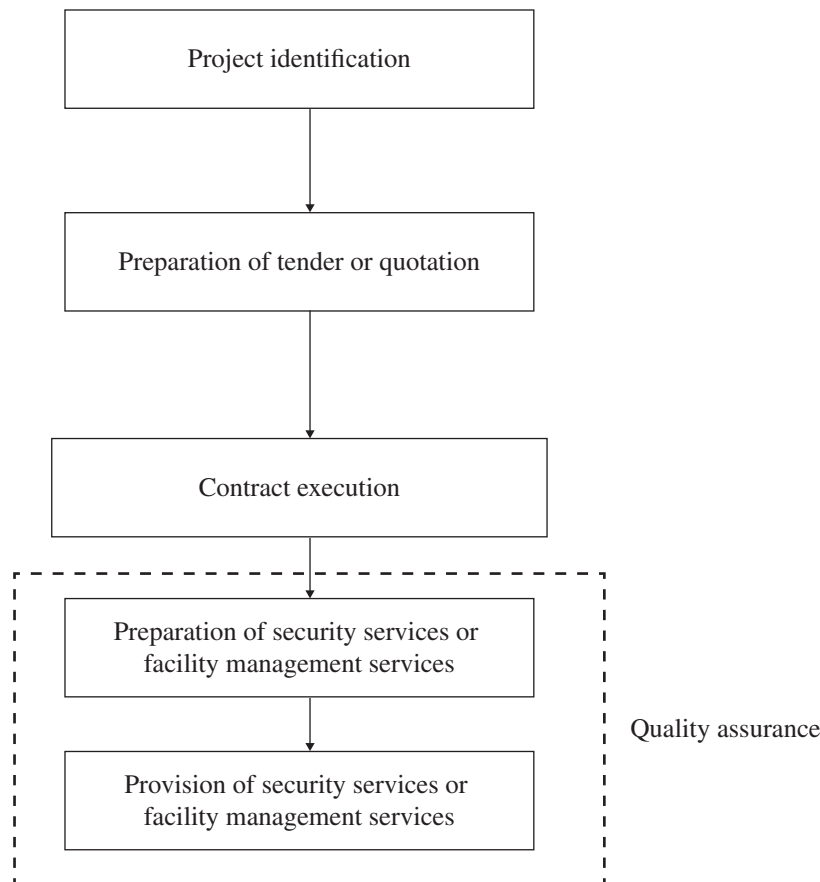 Project identification
Preparation of tender or quotation
Contract execution
Preparation of security services or
facility management services
Quality assurance
Provision of security services or
facility management services